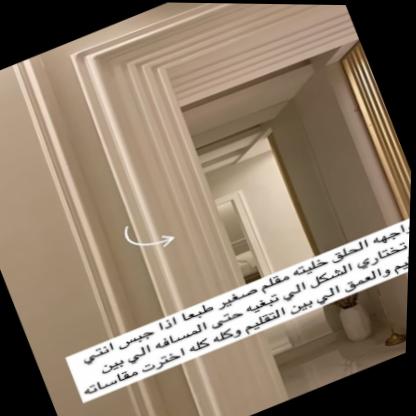 واجهه الحلق خليته مقلم صغير طبعا اذا جبس انتي
تختاري الشكل الي تبغيه حتى المسافه الي بين
يم والعمق الي بين التقليم وكله كله اخترت مقاساته